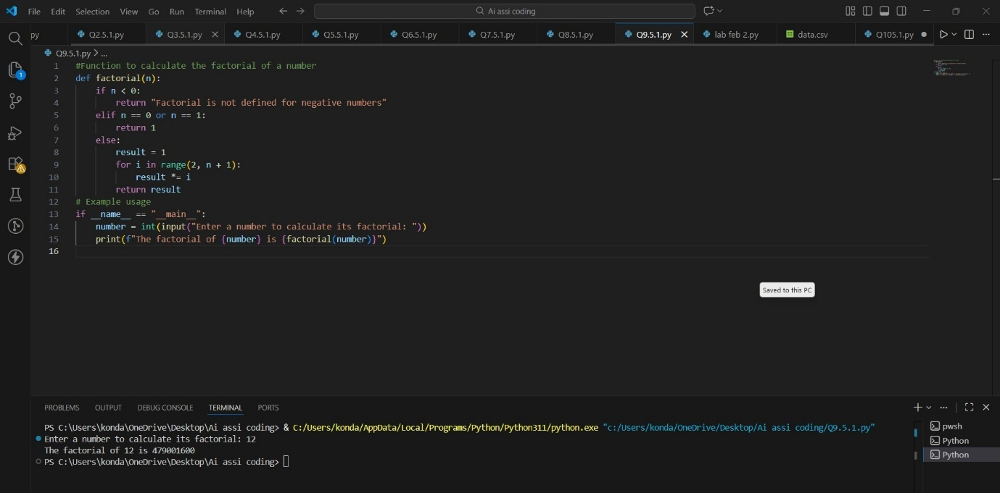 File Edit Selection View Go Run Terminal Help
Ai assi coding
py Q2.5.1.py Q3.5.1.py Q4.5.1.py Q5.5.1.py Q6.5.1.py Q7.5.1.py Q8.5.1.py Q9.5.1.py lab feb 2.py data.csv Q105.1.py
Q9.5.1.py > ...
1 #Function to calculate the factorial of a number
2 def factorial(n):
3 if n < 0:
4 return "Factorial is not defined for negative numbers"
5 elif n == 0 or n == 1:
6 return 1
7 else:
8 result = 1
9 for i in range(2, n + 1):
10 result *= i
11 return result
12 # Example usage
13 if __name__ == "__main__":
14 number = int(input("Enter a number to calculate its factorial: "))
15 print(f"The factorial of {number} is {factorial(number)}")
16
Saved to this PC
1
PROBLEMS OUTPUT DEBUG CONSOLE TERMINAL PORTS
PS C:\Users\konda\OneDrive\Desktop\Ai assi coding> & C:/Users/konda/AppData/Local/Programs/Python/Python311/python.exe "c:/Users/konda/OneDrive/Desktop/Ai assi coding/Q9.5.1.py"
Enter a number to calculate its factorial: 12
The factorial of 12 is 479001600
PS C:\Users\konda\OneDrive\Desktop\Ai assi coding>
pwsh
Python
Python